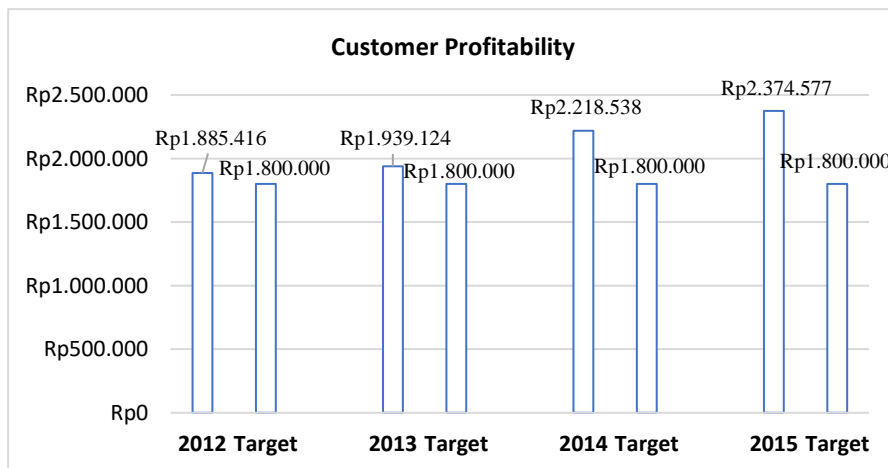 Customer Profitability
Rp2.500.000
Rp2.000.000
Rp1.500.000
Rp1.000.000
Rp500.000
Rp0
Rp1.885.416
Rp1.800.000
Rp1.939.124
Rp1.800.000
Rp2.218.538
Rp1.800.000
Rp2.374.577
Rp1.800.000
2012 Target
2013 Target
2014 Target
2015 Target